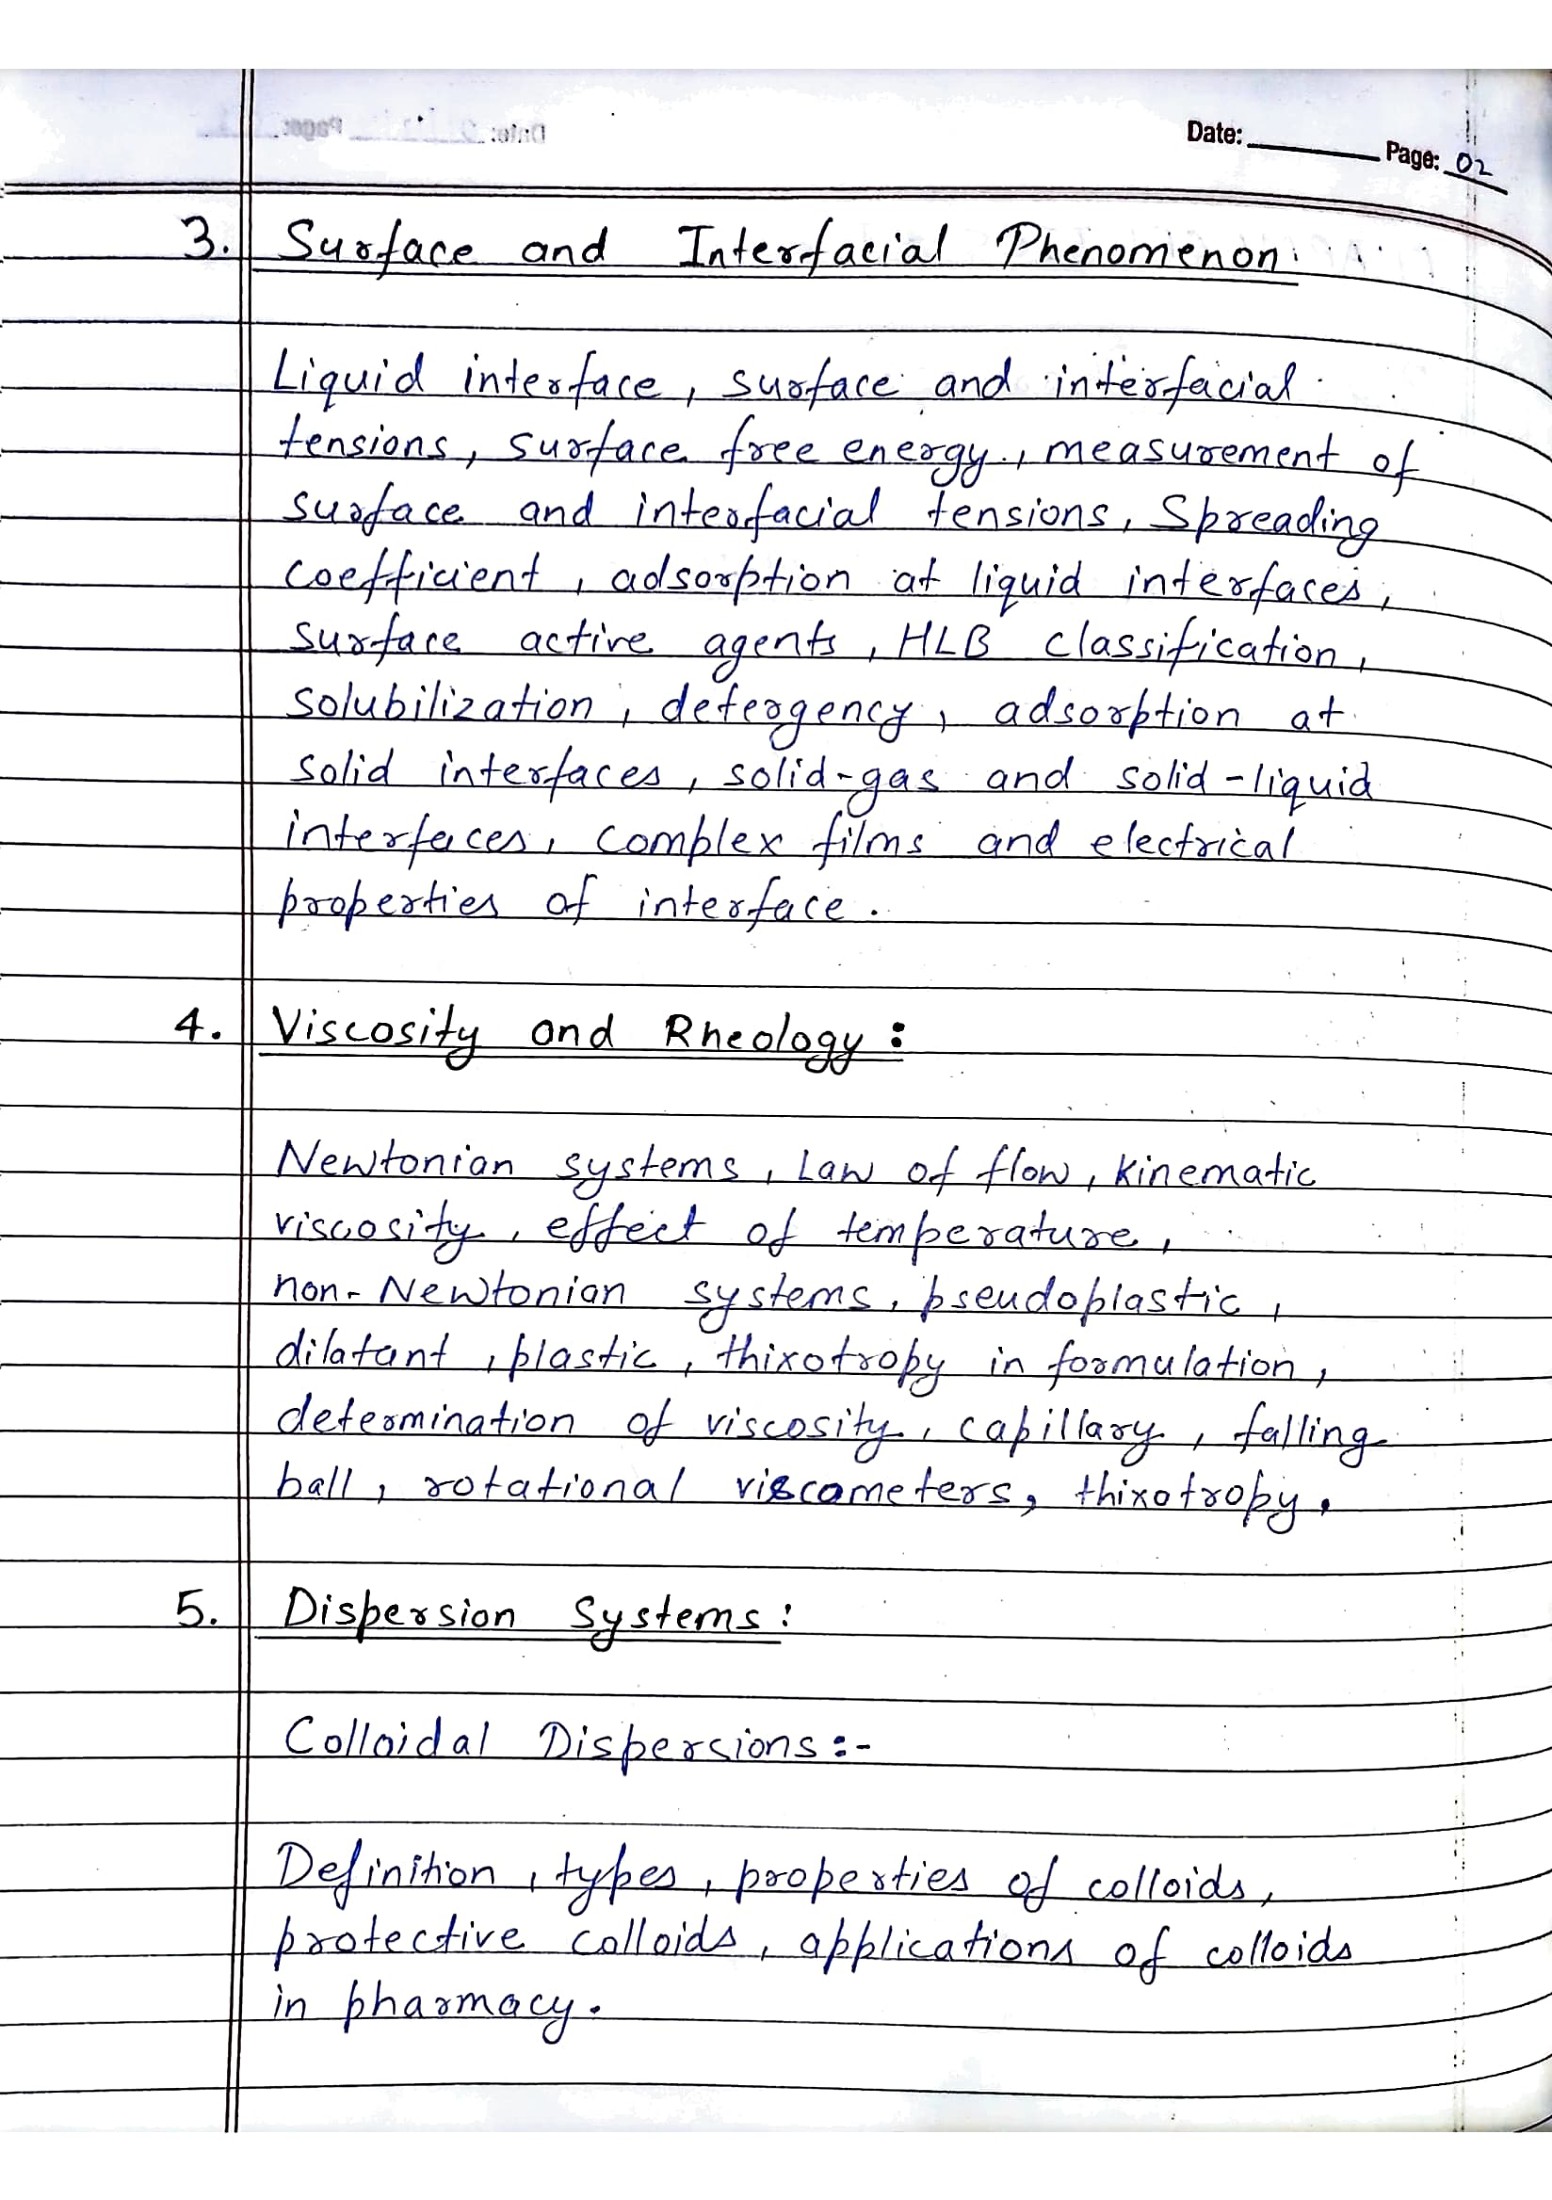 Date: Page: 02
3. Surface and Interfacial Phenomenon:
Liquid interface, surface and interfacial
tensions, surface free energy, measurement of
surface and interfacial tensions, Spreading
coefficient, adsorption at liquid interfaces,
surface active agents, HLB classification,
solubilization, detergency, adsorption at
solid interfaces, solid-gas and solid-liquid
interfaces, complex films and electrical
properties of interface.
4. Viscosity and Rheology:
Newtonian systems, Law of flow, kinematic
viscosity, effect of temperature,
non-Newtonian systems, pseudoplastic,
dilatant, plastic, thixotropy in formulation,
determination of viscosity, capillary, falling
ball, rotational viscometers, thixotropy.
5. Dispersion Systems:
Colloidal Dispersions:-
Definition, types, properties of colloids,
protective colloids, applications of colloids
in pharmacy.